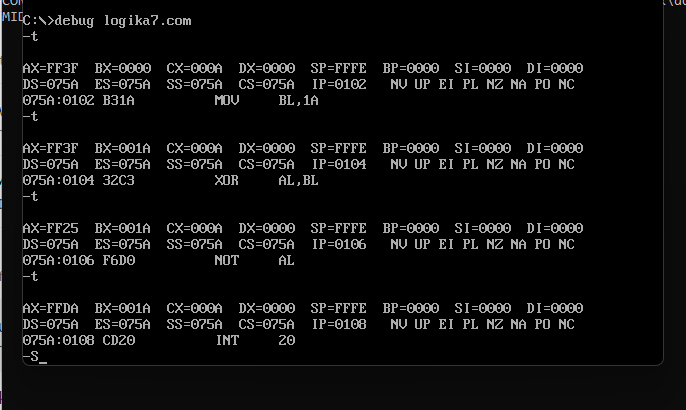 MID
C:\>debug logika7.com
-t
AX=FF3F  BX=0000  CX=000A  DX=0000  SP=FFFE  BP=0000  SI=0000  DI=0000
DS=075A  ES=075A  SS=075A  CS=075A  IP=0102   NV UP EI PL NZ NA PO NC
075A:0102 B31A          MOV     BL,1A
-t
AX=FF3F  BX=001A  CX=000A  DX=0000  SP=FFFE  BP=0000  SI=0000  DI=0000
DS=075A  ES=075A  SS=075A  CS=075A  IP=0104   NV UP EI PL NZ NA PO NC
075A:0104 32C3          XOR     AL,BL
-t
AX=FF25  BX=001A  CX=000A  DX=0000  SP=FFFE  BP=0000  SI=0000  DI=0000
DS=075A  ES=075A  SS=075A  CS=075A  IP=0106   NV UP EI PL NZ NA PO NC
075A:0106 F6D0          NOT     AL
-t
AX=FFDA  BX=001A  CX=000A  DX=0000  SP=FFFE  BP=0000  SI=0000  DI=0000
DS=075A  ES=075A  SS=075A  CS=075A  IP=0108   NV UP EI PL NZ NA PO NC
075A:0108 CD20          INT     20
-S_